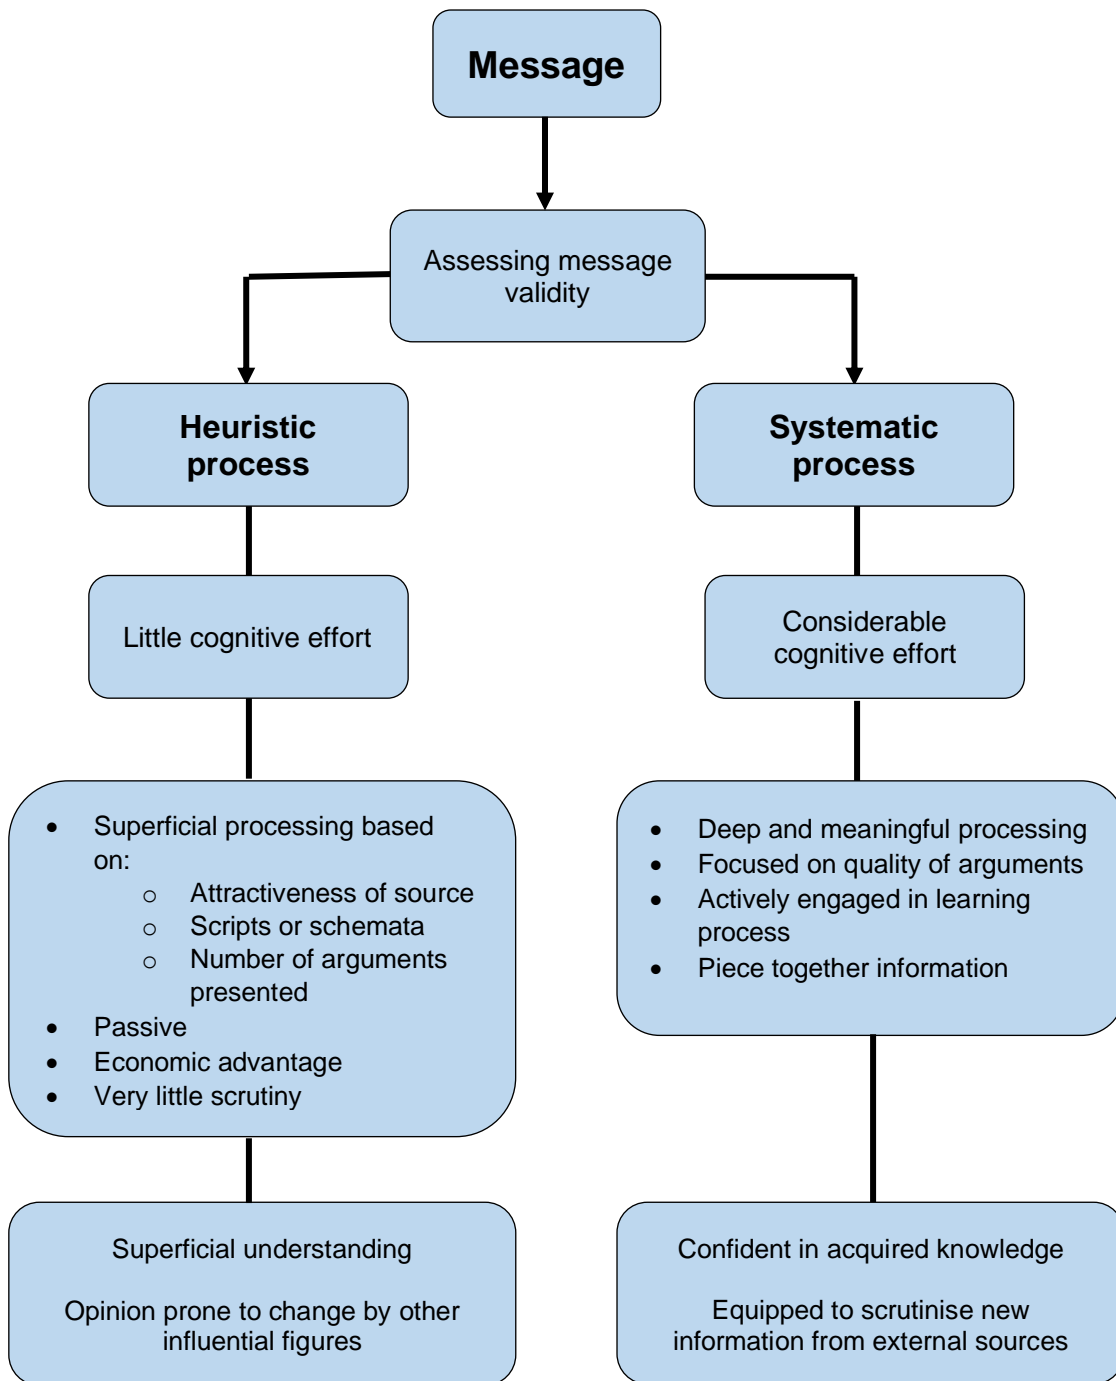 Message
Assessing message
validity
Heuristic
process
Systematic
process
Little cognitive effort
Considerable
cognitive effort
• Superficial processing based
on:
o Attractiveness of source
o Scripts or schemata
o Number of arguments
presented
• Passive
• Economic advantage
• Very little scrutiny
• Deep and meaningful processing
• Focused on quality of arguments
• Actively engaged in learning
process
• Piece together information
Superficial understanding
Opinion prone to change by other
influential figures
Confident in acquired knowledge
Equipped to scrutinise new
information from external sources